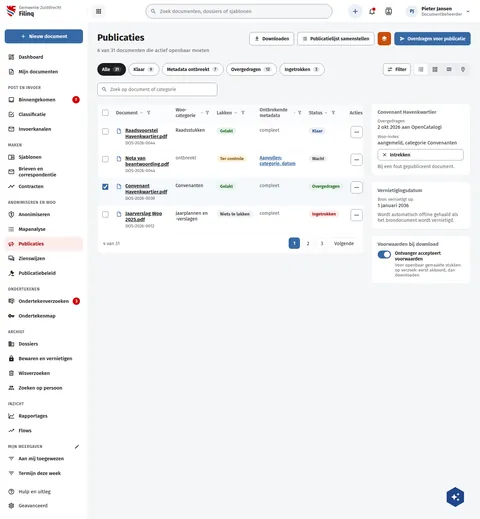 Gemeente Zuiddrecht
Filinq
Zoek documenten, dossiers of sjablonen
PJ
Pieter Jansen
Documentbeheerder
+ Nieuw document
Dashboard
Mijn documenten
POST EN INVOER
Binnengekomen
Classificatie
Invoerkanalen
MAKEN
Sjablonen
Brieven en correspondentie
Contracten
ANONIMISEREN EN WOO
Anonimiseren
Mapanalyse
Publicaties
Zienswijzen
Publicatiebeleid
ONDERTEKENEN
Ondertekenverzoeken
Ondertekenmap
ARCHIEF
Dossiers
Bewaren en vernietigen
Wisverzoeken
Zoeken op persoon
INZICHT
Rapportages
Flows
MIJN WEERGAVEN
Aan mij toegewezen
Termijn deze week
Hulp en uitleg
Geavanceerd
Publicaties
4 van 31 documenten die actief openbaar moeten
Downloaden
Publicatielijst samenstellen
Overdragen voor publicatie
Alle 31
Klaar 6
Metadata ontbreekt 7
Overgedragen 12
Ingetrokken 3
Filter
Zoek op document of categorie
Document
Woo-categorie
Lakken
Ontbrekende metadata
Status
Acties
Raadsvoorstel Havenkwartier.pdf
Raadsstukken
Gelakt
compleet
Klaar
Nota van beantwoording.pdf
ontbreekt
Ter controle
Aanvullen: categorie, datum
Wacht
Convenant Havenkwartier.pdf
Convenanten
Gelakt
compleet
Overgedragen
Jaarverslag Woo 2025.pdf
Jaarplannen en -verslagen
Niets te lakken
compleet
Ingetrokken
4 van 31
1
2
3
Volgende
Convenant Havenkwartier
Overgedragen
2 okt 2026 aan OpenCatalogi
Woo-index
aangemeld, categorie Convenanten
Intrekken
Bij een fout gepubliceerd document.
Vernietigingsdatum
Bron vernietigt op
1 januari 2036
Wordt automatisch offline gehaald als het brondocument wordt vernietigd.
Voorwaarden bij download
Ontvanger accepteert voorwaarden